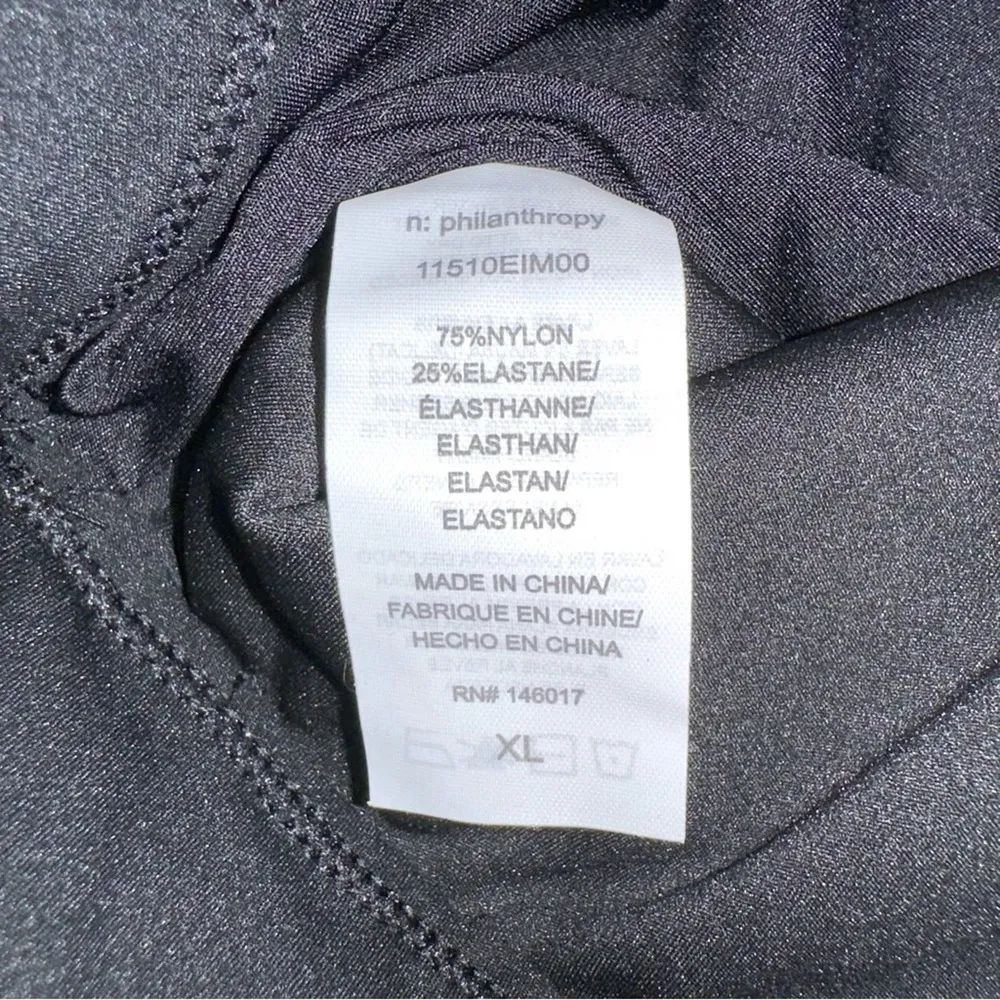 n: philanthropy
11510EIM00
75%NYLON
25%ELASTANE/
ÉLASTHANNE/
ELASTHAN/
ELASTAN/
ELASTANO
MADE IN CHINA/
FABRIQUE EN CHINE/
HECHO EN CHINA
RN# 146017
XL